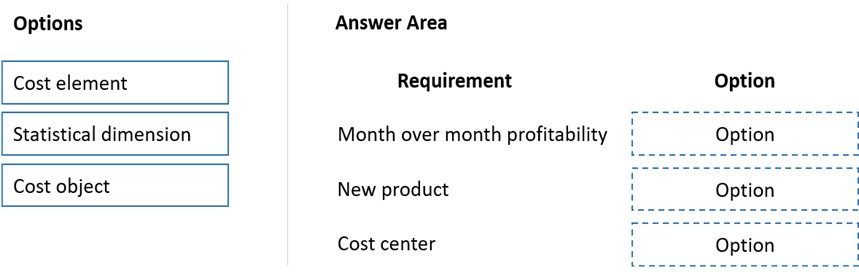 Options
Cost element
Statistical dimension
Cost object
Answer Area
Requirement Option
Month over month profitability Option
New product Option
Cost center Option